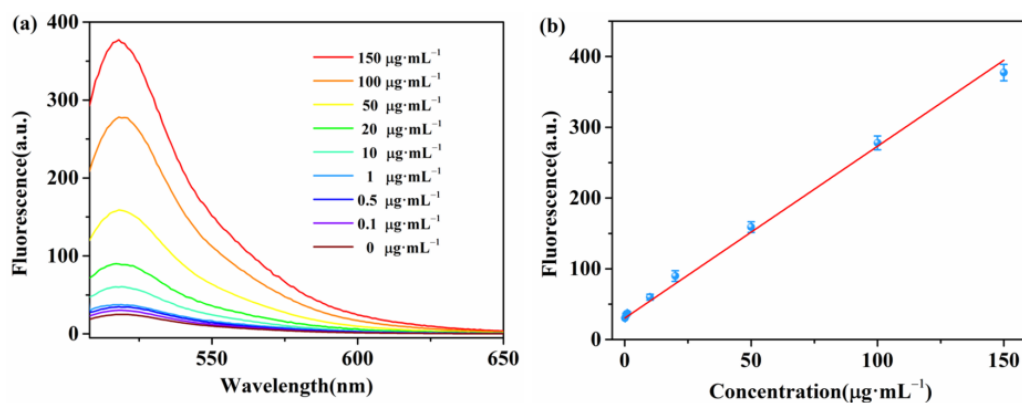 (a)
Fluorescence(a.u.)
400
300
200
100
0
550
600
650
Wavelength(nm)
150 μg·mL⁻¹
100 μg·mL⁻¹
50 μg·mL⁻¹
20 μg·mL⁻¹
10 μg·mL⁻¹
1 μg·mL⁻¹
0.5 μg·mL⁻¹
0.1 μg·mL⁻¹
0 μg·mL⁻¹
(b)
Fluorescence(a.u.)
400
300
200
100
0
0
50
100
150
Concentration(μg·mL⁻¹)